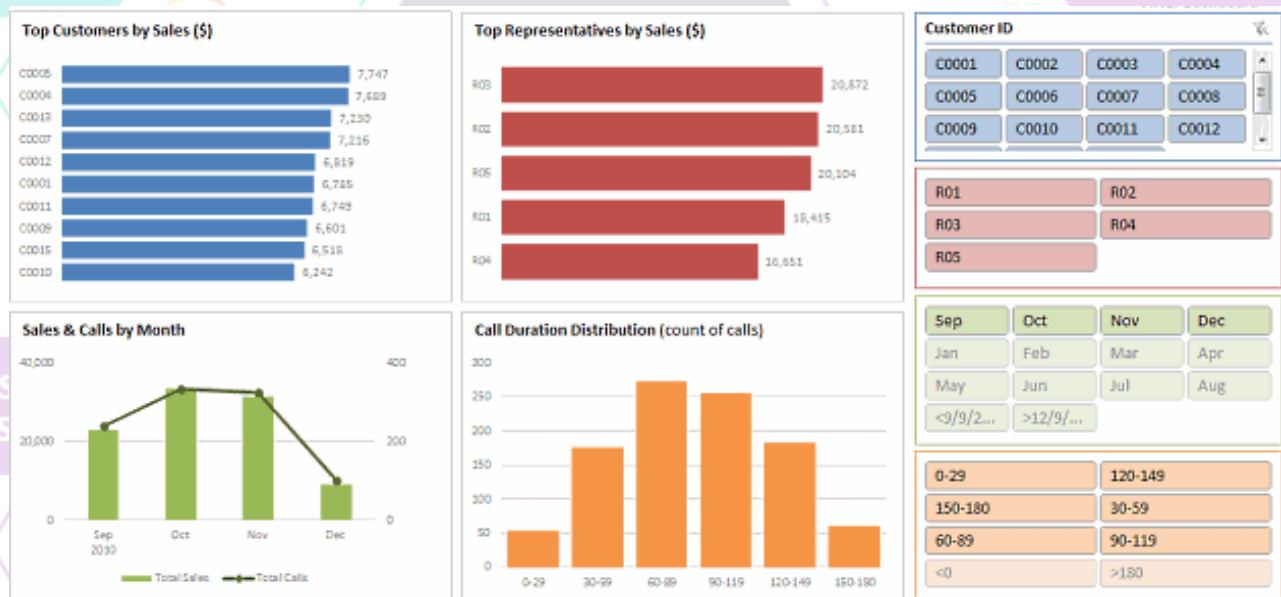 Top Customers by Sales ($)
C0005 7,747
C0004 7,689
C0013 7,230
C0007 7,216
C0012 6,819
C0001 6,785
C0011 6,749
C0009 6,601
C0015 6,518
C0010 6,242
Top Representatives by Sales ($)
R03 20,872
R02 20,581
R05 20,104
R01 18,415
R04 16,651
Customer ID
C0001 C0002 C0003 C0004
C0005 C0006 C0007 C0008
C0009 C0010 C0011 C0012
R01 R02
R03 R04
R05
Sales & Calls by Month
40,000 400
20,000 200
0 0
Sep Oct Nov Dec
2010
Total Sales Total Calls
Call Duration Distribution (count of calls)
300
250
200
150
100
50
0
0-29 30-59 60-89 90-119 120-149 150-180
Sep Oct Nov Dec
Jan Feb Mar Apr
May Jun Jul Aug
<9/9/2... >12/9/...
0-29 120-149
150-180 30-59
60-89 90-119
<0 >180